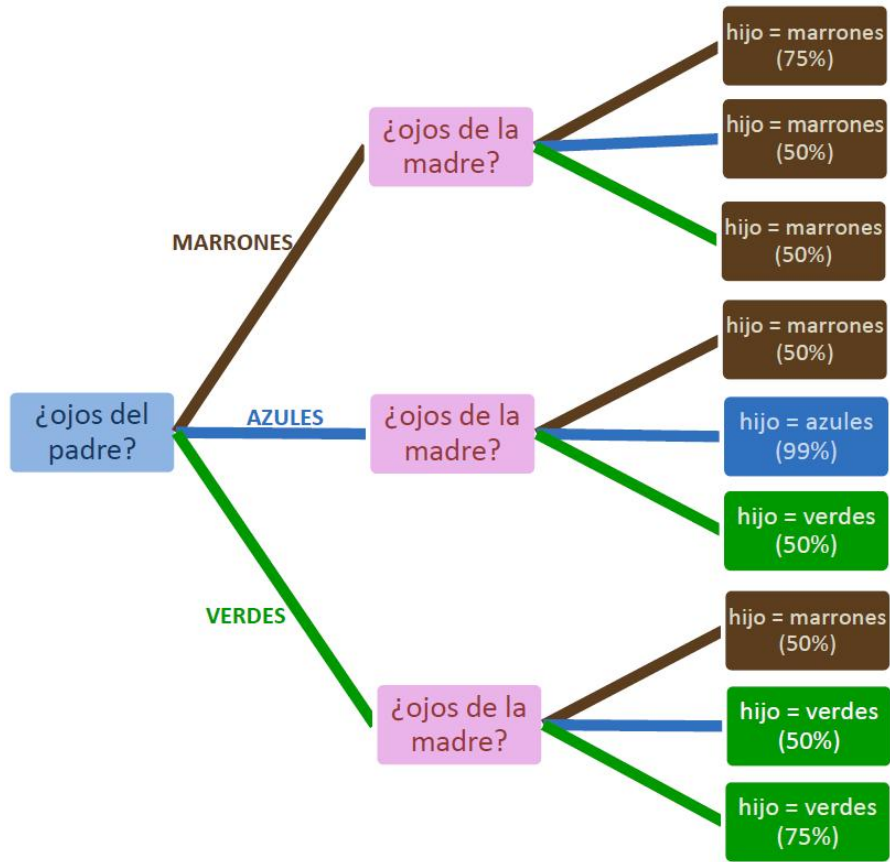 hijo = marrones
(75%)
¿ojos de la
madre?
hijo = marrones
(50%)
MARRONES
hijo = marrones
(50%)
hijo = marrones
(50%)
¿ojos del
padre?
AZULES
¿ojos de la
madre?
hijo = azules
(99%)
hijo = verdes
(50%)
VERDES
hijo = marrones
(50%)
¿ojos de la
madre?
hijo = verdes
(50%)
hijo = verdes
(75%)